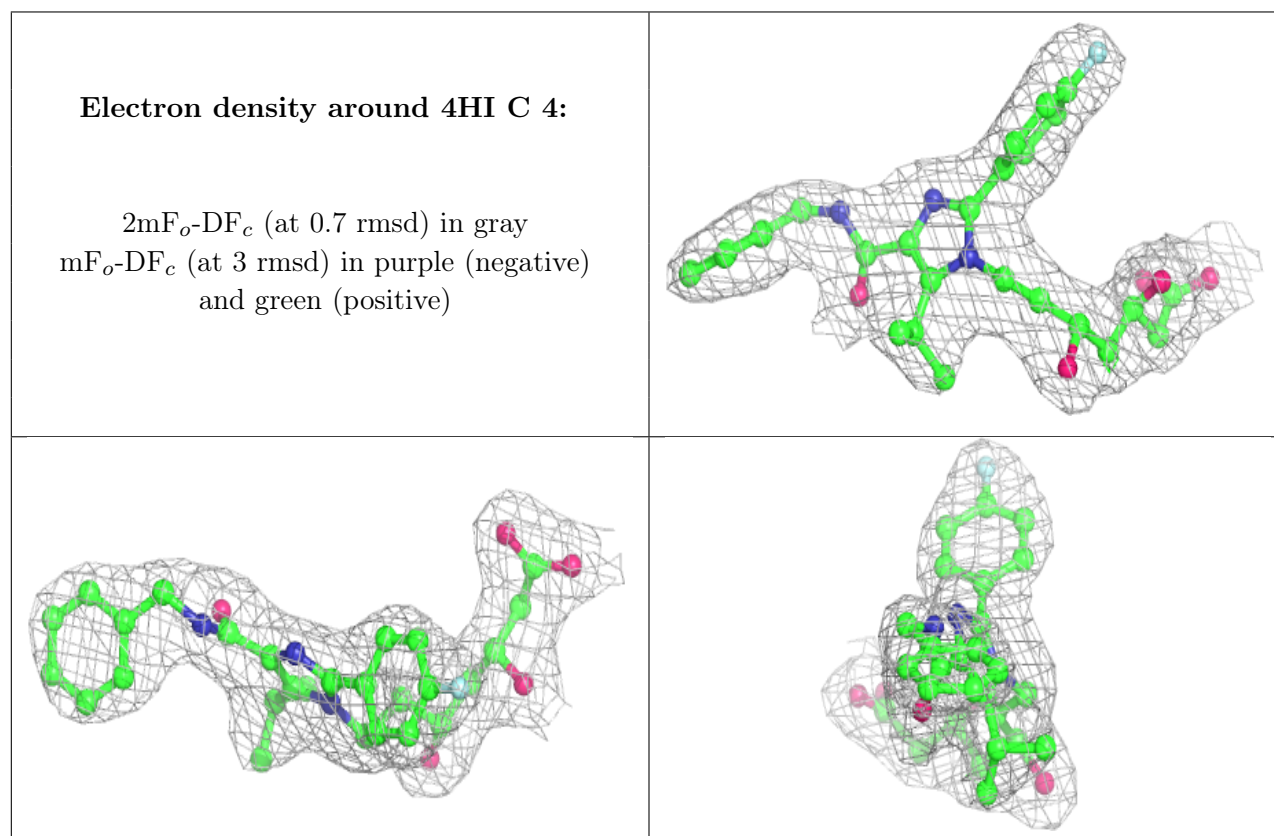 Electron density around 4HI C 4:
2mFₒ-DF𝒸 (at 0.7 rmsd) in gray
mFₒ-DF𝒸 (at 3 rmsd) in purple (negative)
and green (positive)